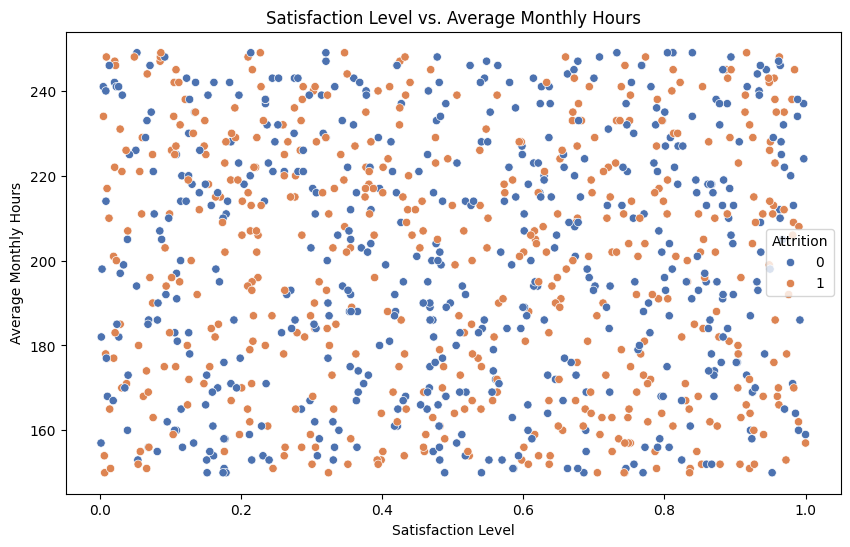 Satisfaction Level vs. Average Monthly Hours
Average Monthly Hours
240
220
200
180
160
0.0 0.2 0.4 0.6 0.8 1.0
Satisfaction Level
Attrition
0
1